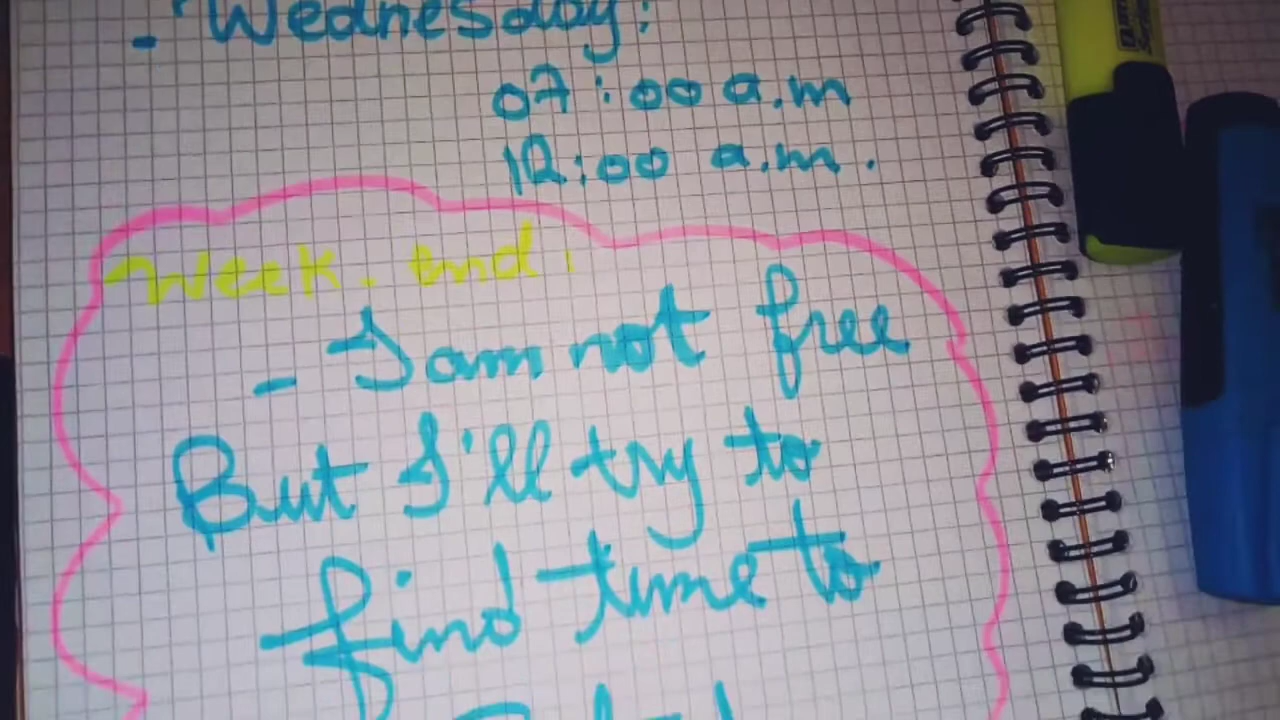 - Wednesday:
07:00 a.m
12:00 a.m.
Week-end:
- I am not free
But I'll try to
find time to